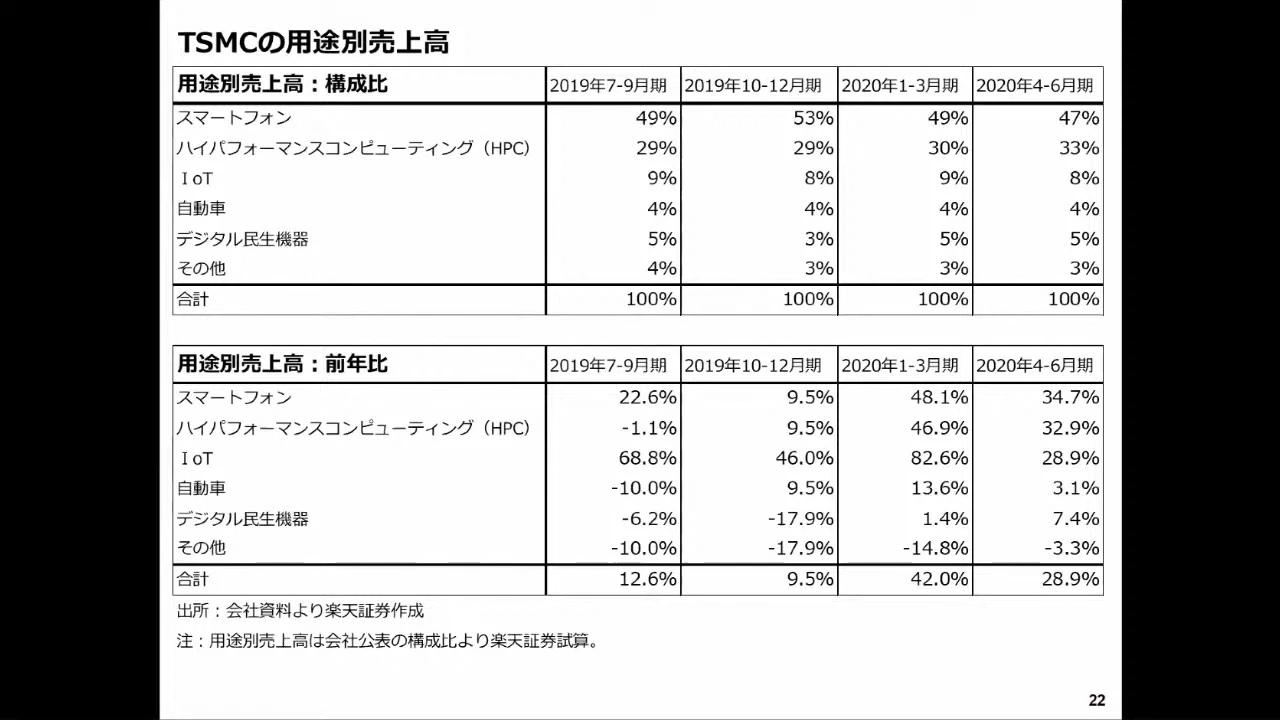 TSMCの用途別売上高
用途別売上高：構成比 2019年7-9月期 2019年10-12月期 2020年1-3月期 2020年4-6月期
スマートフォン 49% 53% 49% 47%
ハイパフォーマンスコンピューティング（HPC） 29% 29% 30% 33%
ＩoT 9% 8% 9% 8%
自動車 4% 4% 4% 4%
デジタル民生機器 5% 3% 5% 5%
その他 4% 3% 3% 3%
合計 100% 100% 100% 100%
用途別売上高：前年比 2019年7-9月期 2019年10-12月期 2020年1-3月期 2020年4-6月期
スマートフォン 22.6% 9.5% 48.1% 34.7%
ハイパフォーマンスコンピューティング（HPC） -1.1% 9.5% 46.9% 32.9%
ＩoT 68.8% 46.0% 82.6% 28.9%
自動車 -10.0% 9.5% 13.6% 3.1%
デジタル民生機器 -6.2% -17.9% 1.4% 7.4%
その他 -10.0% -17.9% -14.8% -3.3%
合計 12.6% 9.5% 42.0% 28.9%
出所：会社資料より楽天証券作成
注：用途別売上高は会社公表の構成比より楽天証券試算。
22